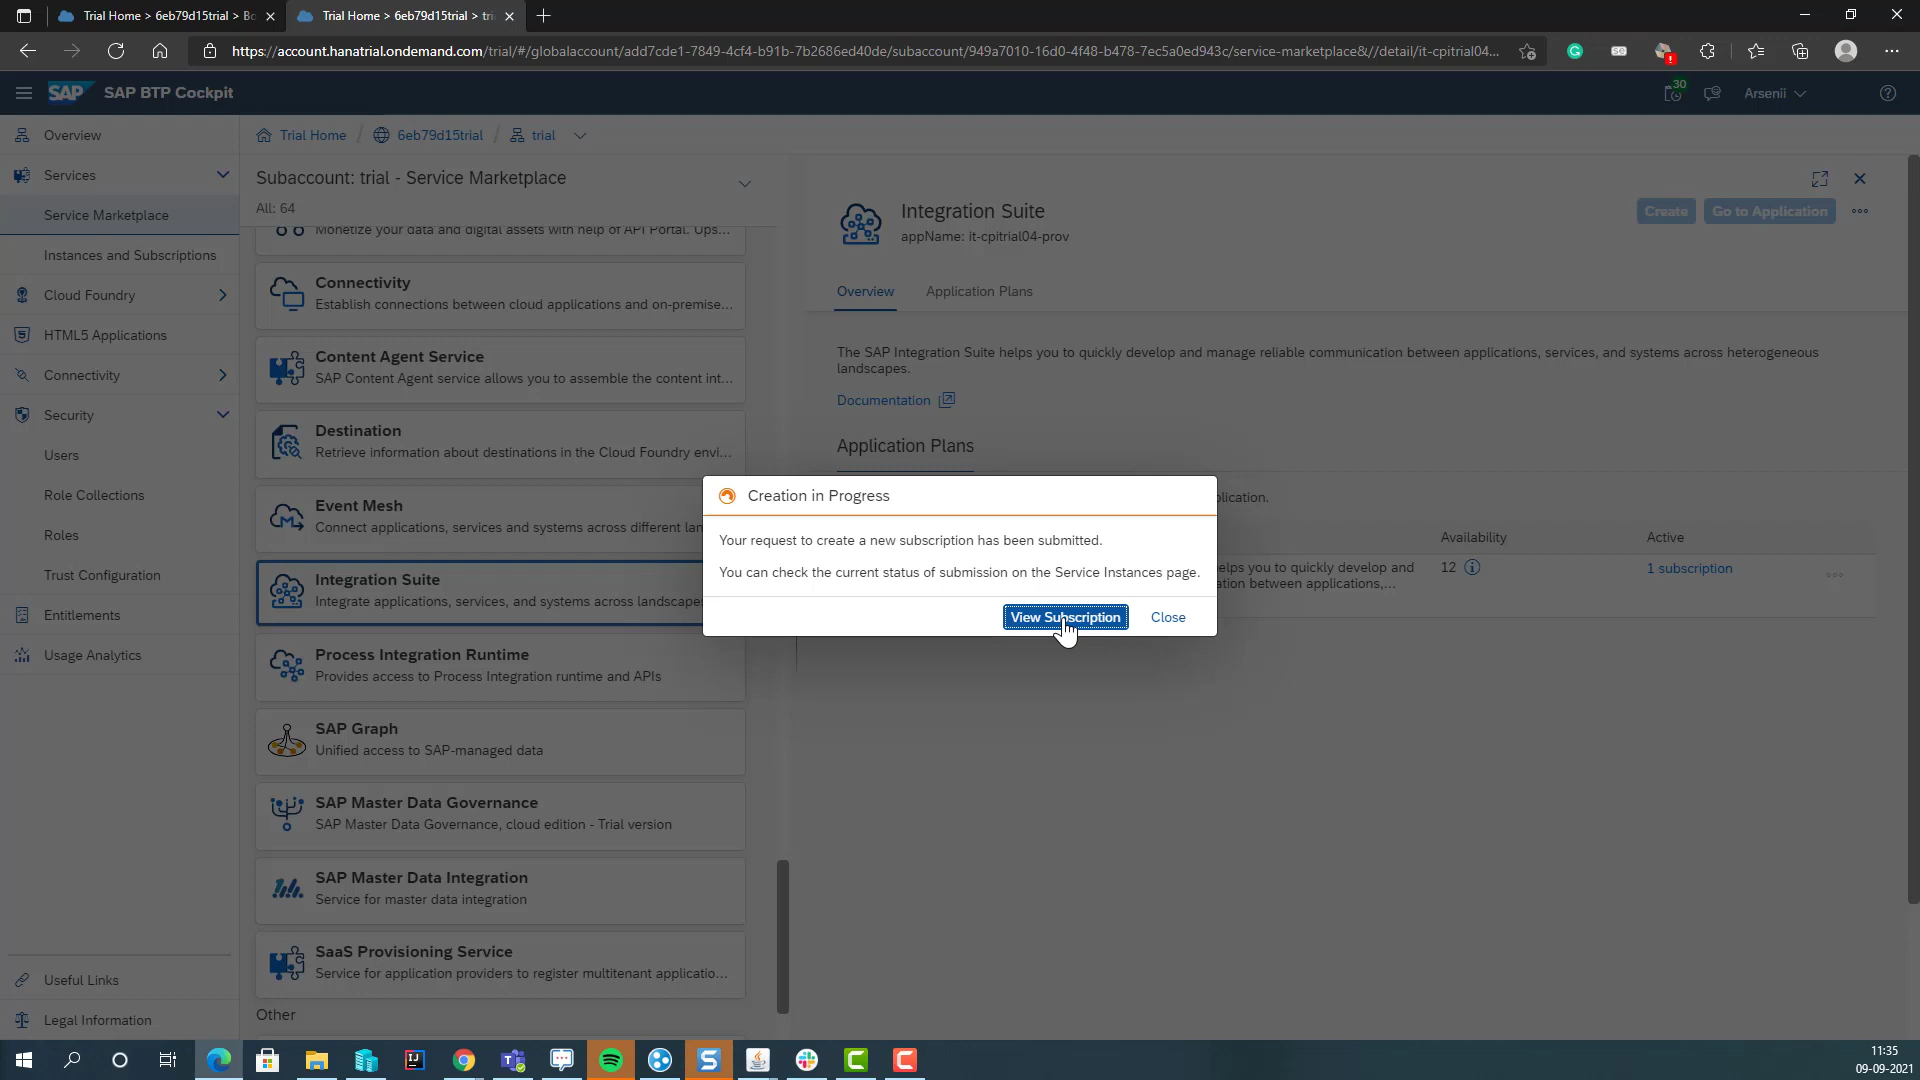 Trial Home > 6eb79d15trial > Bo
Trial Home > 6eb79d15trial > tri
https://account.hanatrial.ondemand.com/trial/#/globalaccount/add7cde1-7849-4cf4-b91b-7b2686ed40de/subaccount/949a7010-16d0-4f48-b478-7ec5a0ed943c/service-marketplace&//detail/it-cpitrial04...
SAP
SAP BTP Cockpit
30
Arsenii
Overview
Services
Service Marketplace
Instances and Subscriptions
Cloud Foundry
HTML5 Applications
Connectivity
Security
Users
Role Collections
Roles
Trust Configuration
Entitlements
Usage Analytics
Useful Links
Legal Information
Trial Home / 6eb79d15trial / trial
Subaccount: trial - Service Marketplace
All: 64
Monetize your data and digital assets with help of API Portal. Ups...
Connectivity
Establish connections between cloud applications and on-premise...
Content Agent Service
SAP Content Agent service allows you to assemble the content int...
Destination
Retrieve information about destinations in the Cloud Foundry envi...
Event Mesh
Connect applications, services and systems across different lan
Integration Suite
Integrate applications, services, and systems across landscapes
Process Integration Runtime
Provides access to Process Integration runtime and APIs
SAP Graph
Unified access to SAP-managed data
SAP Master Data Governance
SAP Master Data Governance, cloud edition - Trial version
SAP Master Data Integration
Service for master data integration
SaaS Provisioning Service
Service for application providers to register multitenant applicatio...
Other
Integration Suite
appName: it-cpitrial04-prov
Create
Go to Application
Overview
Application Plans
The SAP Integration Suite helps you to quickly develop and manage reliable communication between applications, services, and systems across heterogeneous
landscapes.
Documentation
Application Plans
plication.
Availability
Active
elps you to quickly develop and
ation between applications,...
12
1 subscription
Creation in Progress
Your request to create a new subscription has been submitted.
You can check the current status of submission on the Service Instances page.
View Subscription
Close
11:35
09-09-2021